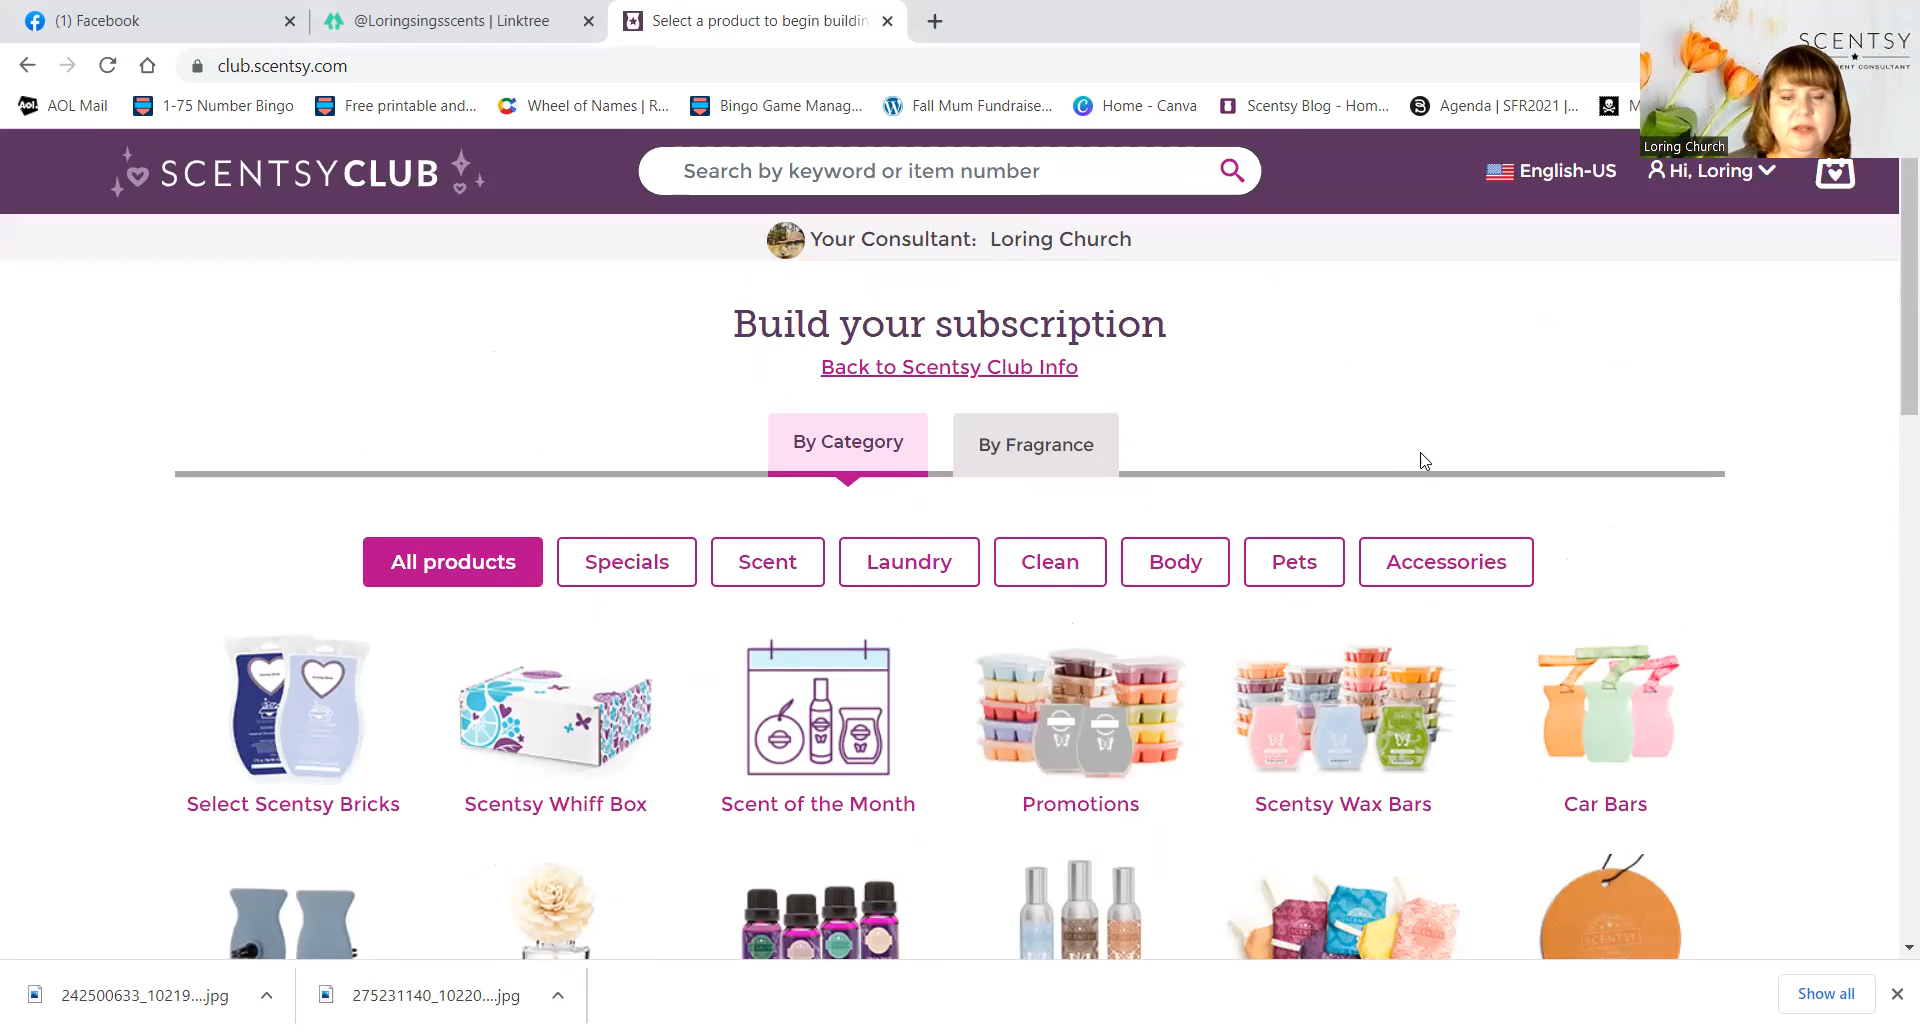 (1) Facebook
@Loringsingsscents | Linktree
Select a product to begin buildin
club.scentsy.com
AOL Mail
1-75 Number Bingo
Free printable and...
Wheel of Names | R...
Bingo Game Manag...
Fall Mum Fundraise...
Home - Canva
Scentsy Blog - Hom...
Agenda | SFR2021 |...
M
SCENTSY
ENT CONSULTANT
Loring Church
SCENTSYCLUB
Search by keyword or item number
English-US
Hi, Loring
Your Consultant: Loring Church
Build your subscription
Back to Scentsy Club Info
By Category
By Fragrance
All products
Specials
Scent
Laundry
Clean
Body
Pets
Accessories
Select Scentsy Bricks
Scentsy Whiff Box
Scent of the Month
Promotions
Scentsy Wax Bars
Car Bars
242500633_10219....jpg
275231140_10220....jpg
Show all